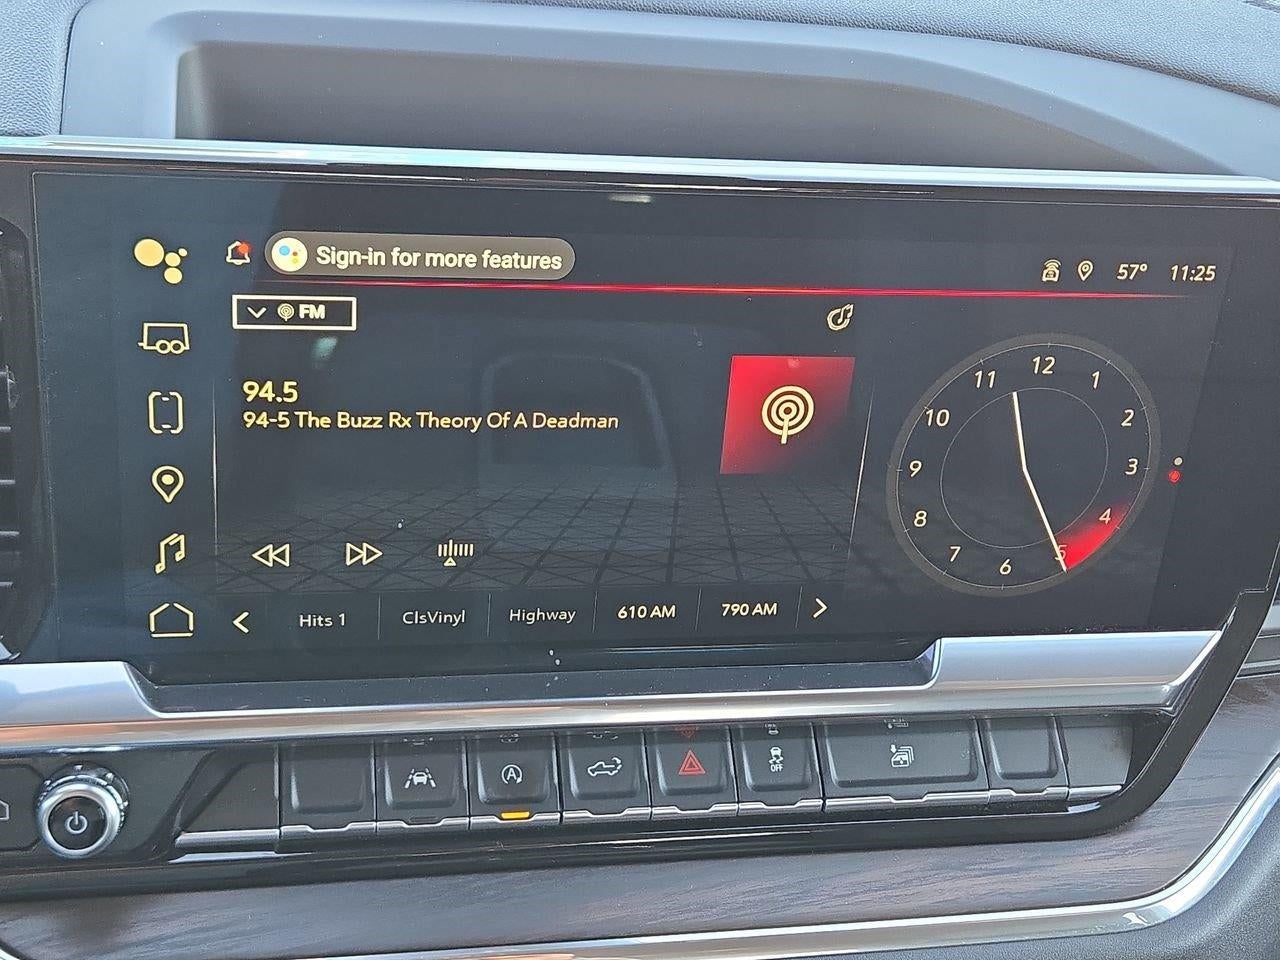 Sign-in for more features
57° 11:25
FM
94.5
94-5 The Buzz Rx Theory Of A Deadman
12
11 1
10 2
9 3
8 4
7 5
6
Hits 1 ClsVinyl Highway 610 AM 790 AM
A
OFF